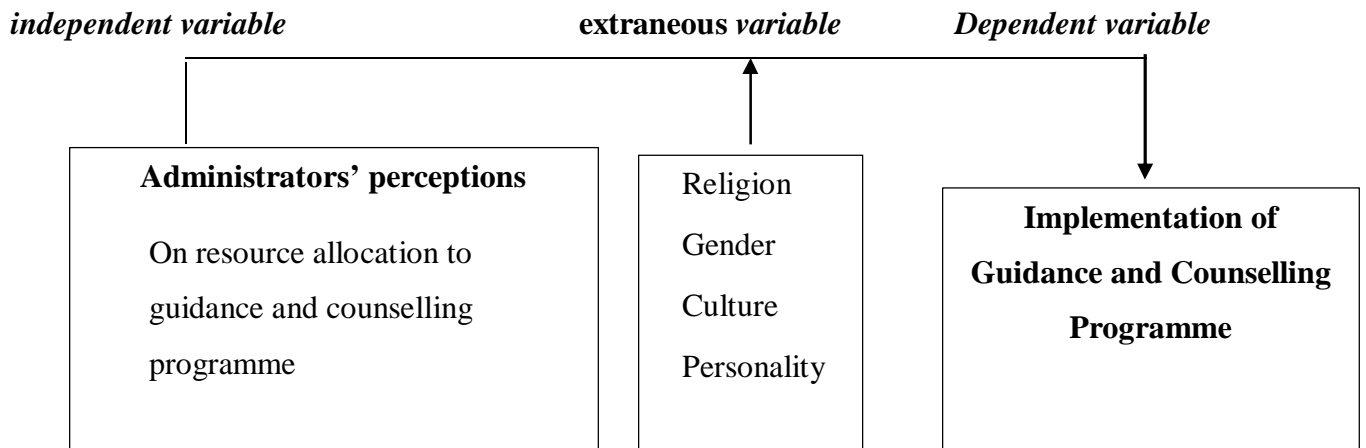 independent variable
extraneous variable
Dependent variable
Administrators’ perceptions
On resource allocation to
guidance and counselling
programme
Religion
Gender
Culture
Personality
Implementation of
Guidance and Counselling
Programme